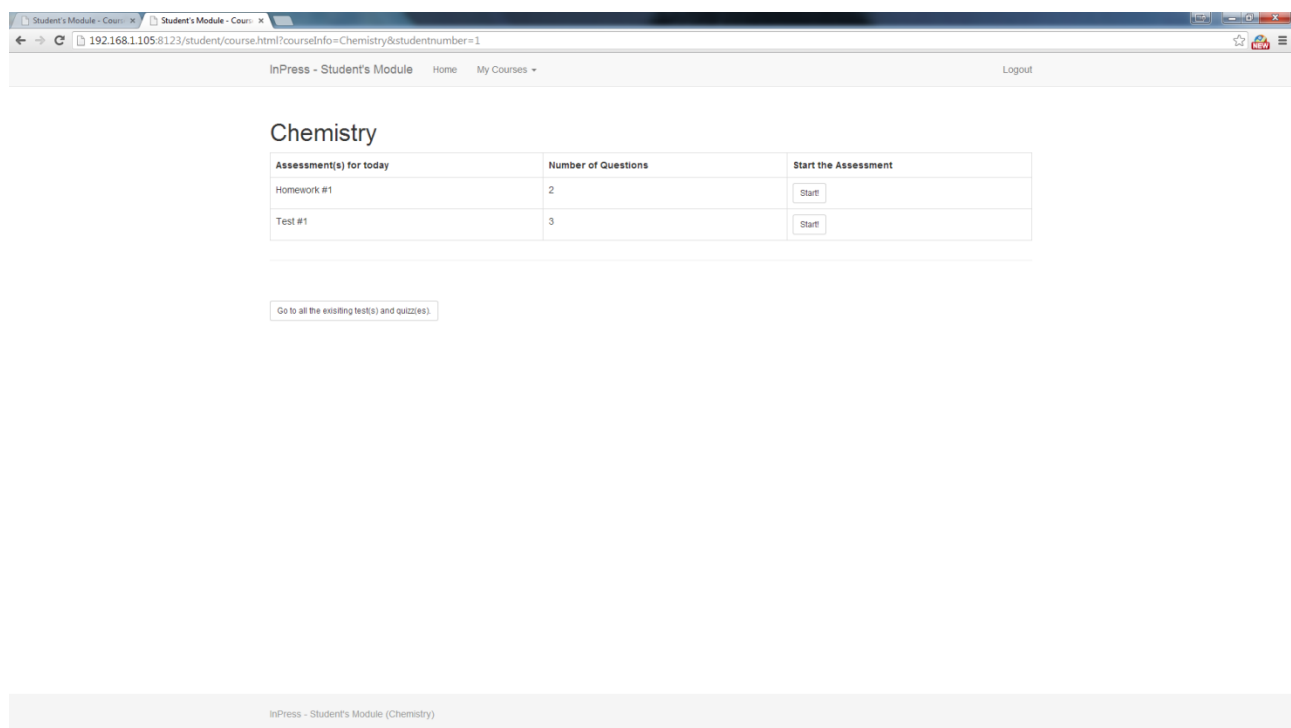 Student's Module - Cours × Student's Module - Cours ×
192.168.1.105:8123/student/course.html?courseInfo=Chemistry&studentnumber=1
NEW
InPress - Student's Module Home My Courses Logout
Chemistry
Assessment(s) for today Number of Questions Start the Assessment
Homework #1 2 Start!
Test #1 3 Start!
Go to all the exisiting test(s) and quizz(es).
InPress - Student's Module (Chemistry)